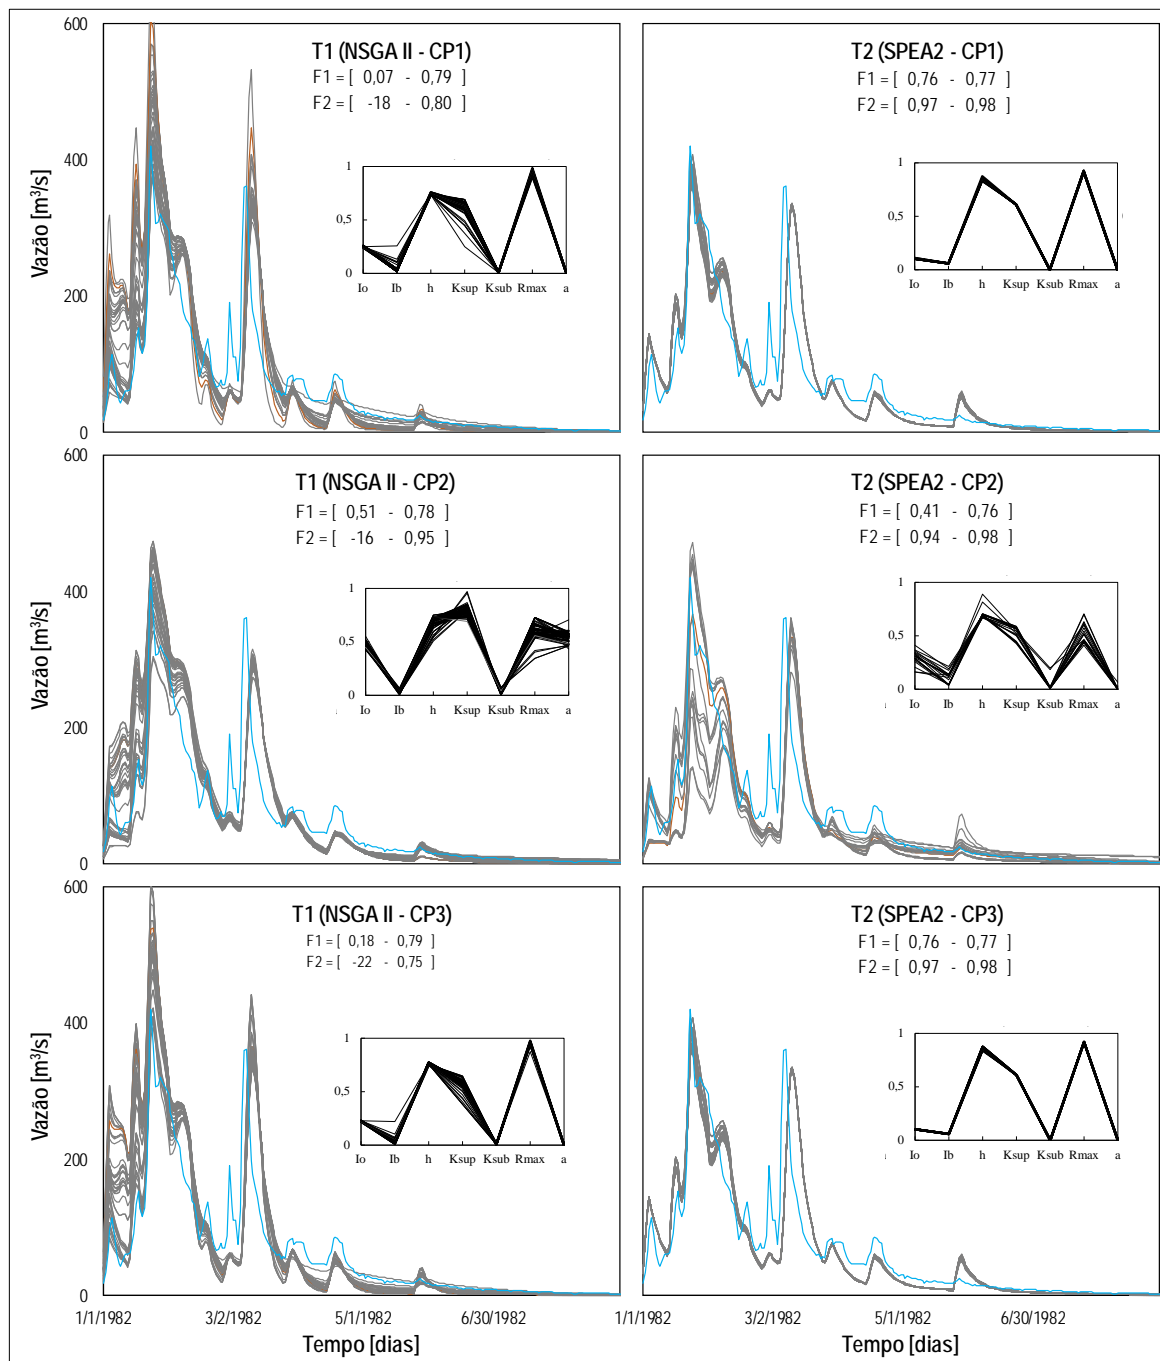 600
T1 (NSGA II - CP1)
F1 = [ 0,07 - 0,79 ]
F2 = [ -18 - 0,80 ]
400
200
0
Vazão [m³/s]
1
0,5
0
Io Ib h Ksup Ksub Rmax a
T2 (SPEA2 - CP1)
F1 = [ 0,76 - 0,77 ]
F2 = [ 0,97 - 0,98 ]
1
0,5
0
Io Ib h Ksup Ksub Rmax a
600
T1 (NSGA II - CP2)
F1 = [ 0,51 - 0,78 ]
F2 = [ -16 - 0,95 ]
400
200
0
Vazão [m³/s]
1
0,5
0
Io Ib h Ksup Ksub Rmax a
T2 (SPEA2 - CP2)
F1 = [ 0,41 - 0,76 ]
F2 = [ 0,94 - 0,98 ]
1
0,5
0
Io Ib h Ksup Ksub Rmax a
600
T1 (NSGA II - CP3)
F1 = [ 0,18 - 0,79 ]
F2 = [ -22 - 0,75 ]
400
200
0
Vazão [m³/s]
1
0,5
0
Io Ib h Ksup Ksub Rmax a
1/1/1982 3/2/1982 5/1/1982 6/30/1982
Tempo [dias]
T2 (SPEA2 - CP3)
F1 = [ 0,76 - 0,77 ]
F2 = [ 0,97 - 0,98 ]
1
0,5
0
Io Ib h Ksup Ksub Rmax a
1/1/1982 3/2/1982 5/1/1982 6/30/1982
Tempo [dias]